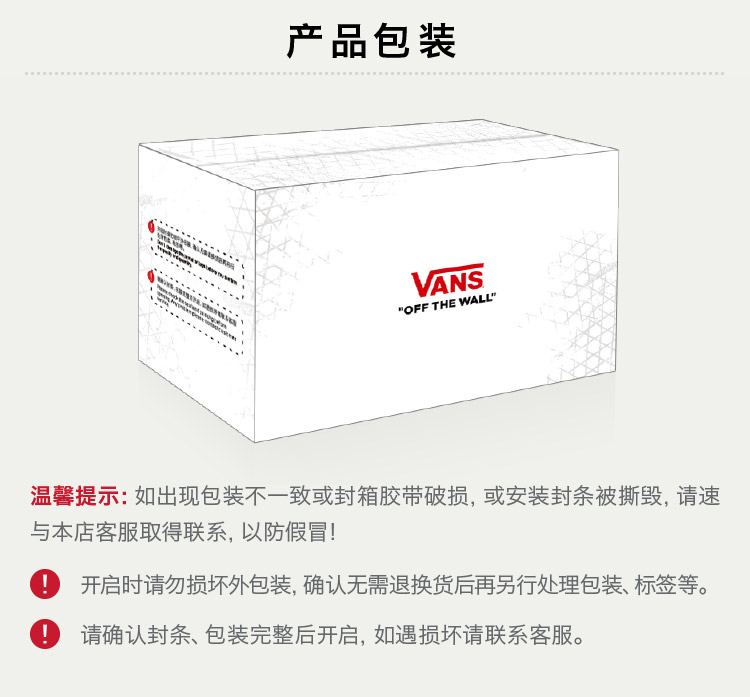 产品包装
VANS
"OFF THE WALL"
温馨提示: 如出现包装不一致或封箱胶带破损, 或安装封条被撕毁, 请速
与本店客服取得联系, 以防假冒!
! 开启时请勿损坏外包装, 确认无需退换货后再另行处理包装、标签等。
! 请确认封条、包装完整后开启, 如遇损坏请联系客服。